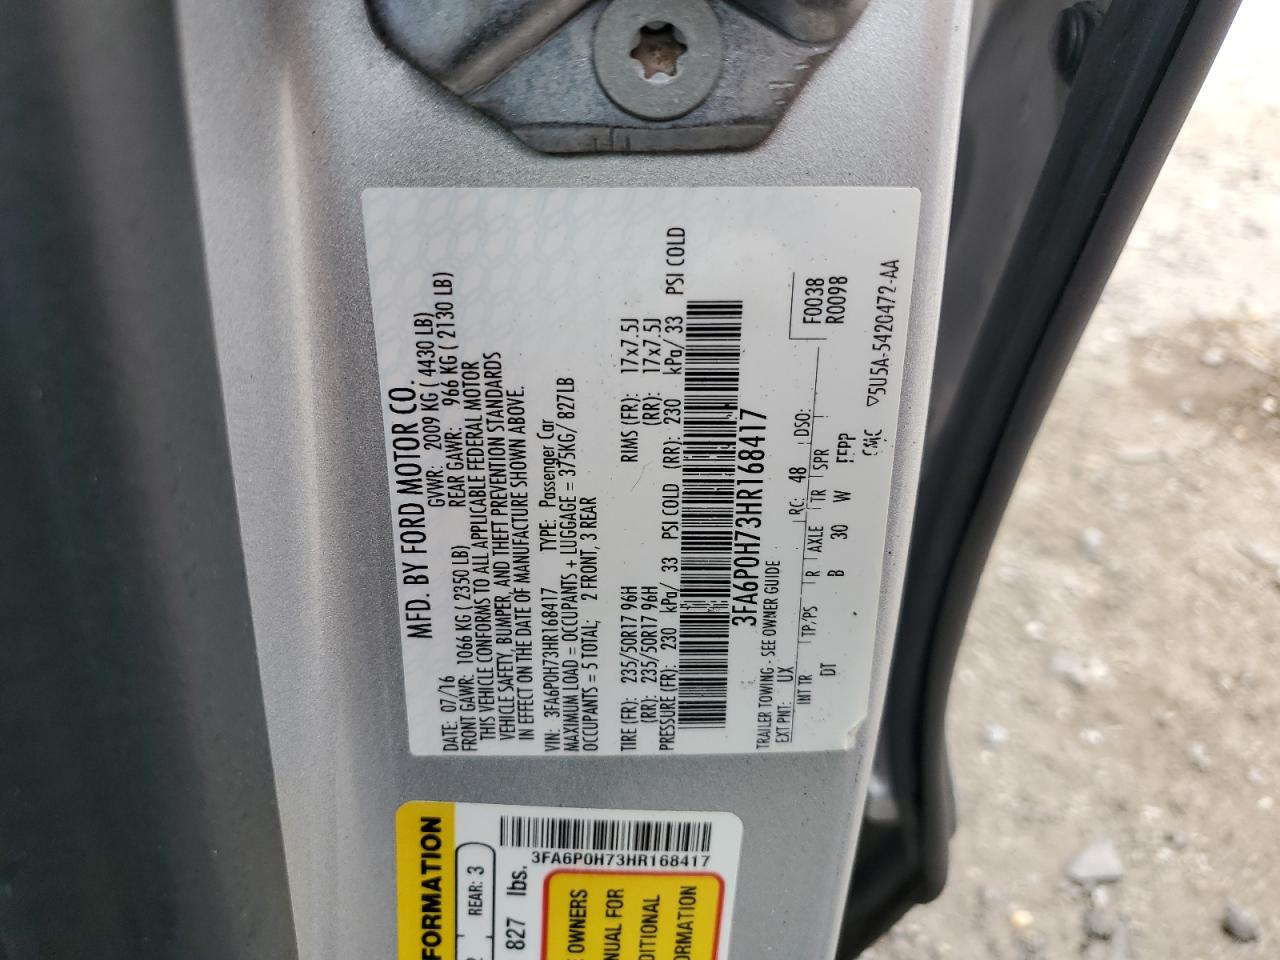 MFD. BY FORD MOTOR CO.
DATE: 07/16 GVWR: 2009 KG ( 4430 LB)
FRONT GAWR: 1066 KG ( 2350 LB) REAR GAWR: 966 KG ( 2130 LB)
THIS VEHICLE CONFORMS TO ALL APPLICABLE FEDERAL MOTOR
VEHICLE SAFETY, BUMPER, AND THEFT PREVENTION STANDARDS
IN EFFECT ON THE DATE OF MANUFACTURE SHOWN ABOVE.
VIN: 3FA6P0H73HR168417 TYPE: Passenger Car
MAXIMUM LOAD = OCCUPANTS + LUGGAGE = 375KG/ 827LB
OCCUPANTS = 5 TOTAL; 2 FRONT, 3 REAR
TIRE (FR): 235/50R17 96H RIMS (FR): 17x7.5J
(RR): 235/50R17 96H (RR): 17x7.5J
PRESSURE (FR): 230 kPa/ 33 PSI COLD (RR): 230 kPa/ 33 PSI COLD
3FA6P0H73HR168417
TRAILER TOWING - SEE OWNER GUIDE
F0038
R0098
EXT PNT: UX RC: 48 DSO:
INT TR TP/PS R AXLE TR SPR
DT B 30 W EEPP
▽5U5A-5420472-AA
FORMATION
REAR: 3
827 lbs.
3FA6P0H73HR168417
OWNERS
FOR